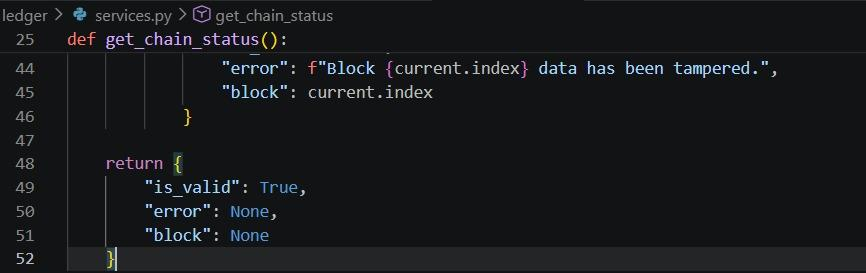 ledger > services.py > get_chain_status
25 def get_chain_status():
44 "error": f"Block {current.index} data has been tampered.",
45 "block": current.index
46 }
47
48 return {
49 "is_valid": True,
50 "error": None,
51 "block": None
52 }